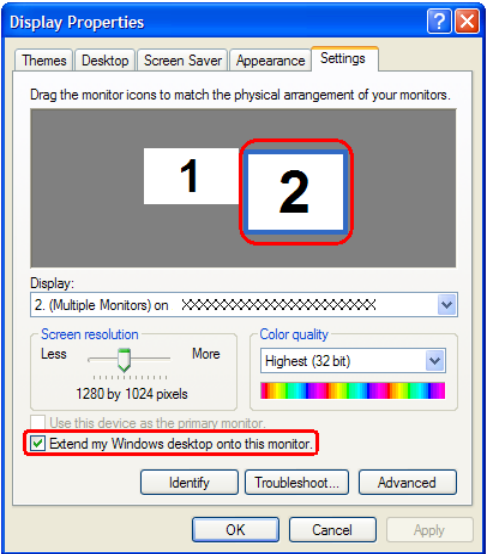 Display Properties
Themes Desktop Screen Saver Appearance Settings
Drag the monitor icons to match the physical arrangement of your monitors.
1 2
Display:
2. (Multiple Monitors) on XXXXXXXXXXXXXXXXXXXXXX
Screen resolution Color quality
Less More Highest (32 bit)
1280 by 1024 pixels
Use this device as the primary monitor.
Extend my Windows desktop onto this monitor.
Identify Troubleshoot... Advanced
OK Cancel Apply